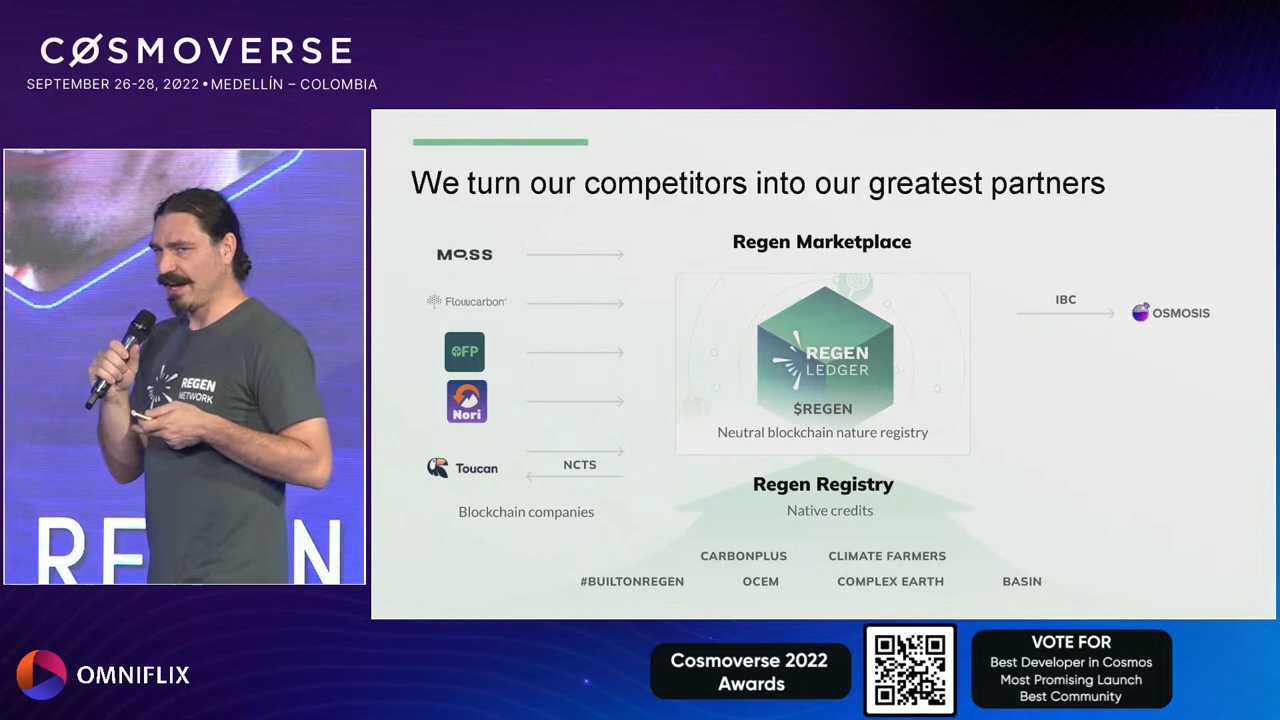 CØSMOVERSE
SEPTEMBER 26-28, 2Ø22 • MEDELLÍN – COLOMBIA
We turn our competitors into our greatest partners
MOSS
Flowcarbon
OFP
Nori
Toucan
NCTS
Blockchain companies
Regen Marketplace
REGEN
LEDGER
$REGEN
Neutral blockchain nature registry
IBC
OSMOSIS
Regen Registry
Native credits
CARBONPLUS CLIMATE FARMERS
#BUILTONREGEN OCEM COMPLEX EARTH BASIN
REGEN
NETWORK
RE N
OMNIFLIX
Cosmoverse 2022
Awards
VOTE FOR
Best Developer in Cosmos
Most Promising Launch
Best Community